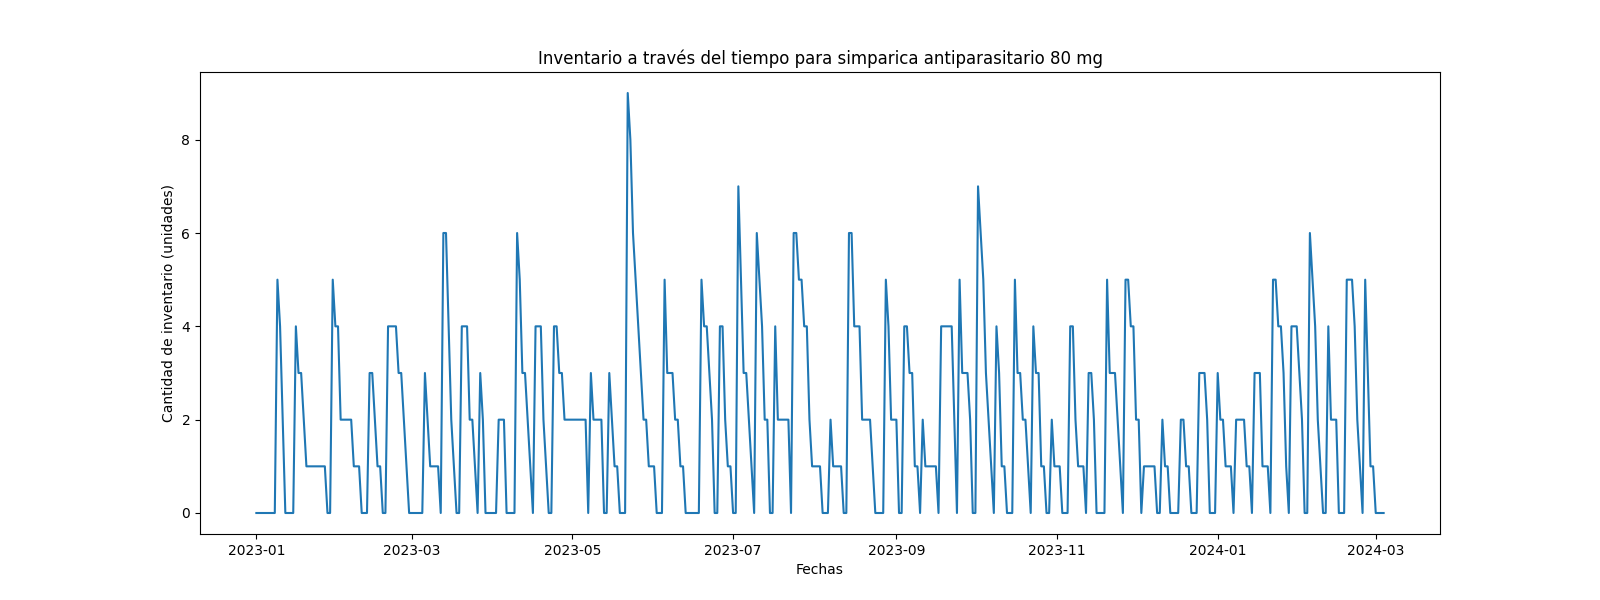 Inventario a través del tiempo para simparica antiparasitario 80 mg
Cantidad de inventario (unidades)
8
6
4
2
0
2023-01 2023-03 2023-05 2023-07 2023-09 2023-11 2024-01 2024-03
Fechas